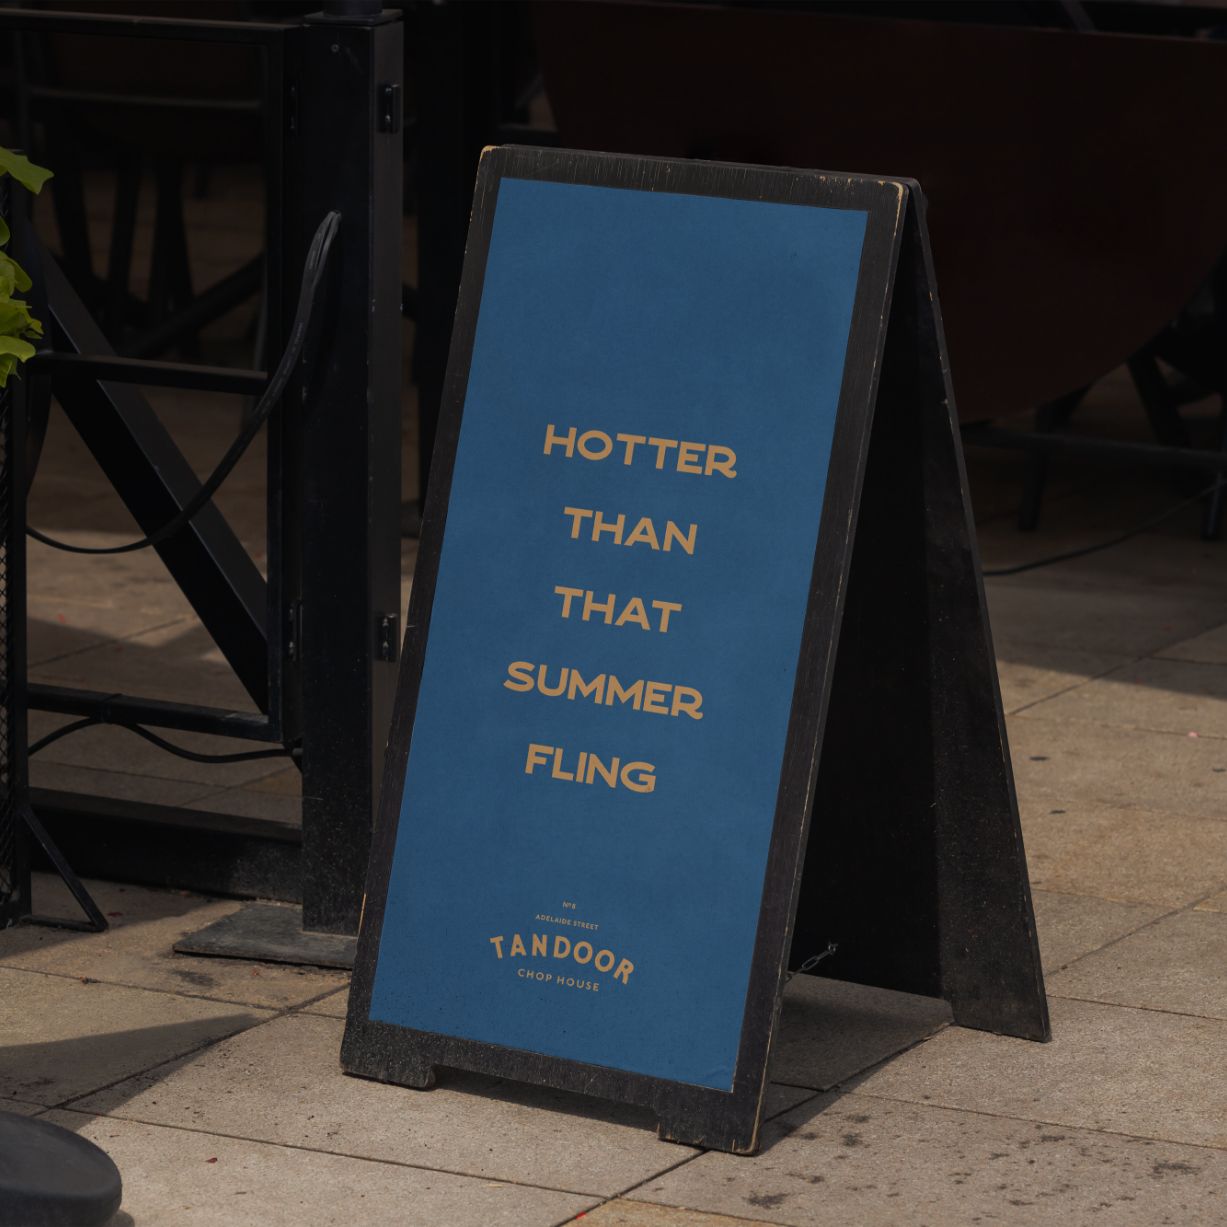 HOTTER
THAN
THAT
SUMMER
FLING
Nº8
ADELAIDE STREET
TANDOOR
CHOP HOUSE